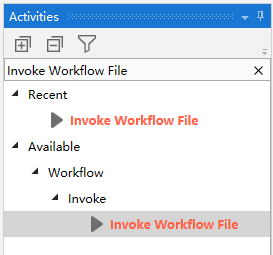 Activities
Invoke Workflow File
Recent
Invoke Workflow File
Available
Workflow
Invoke
Invoke Workflow File